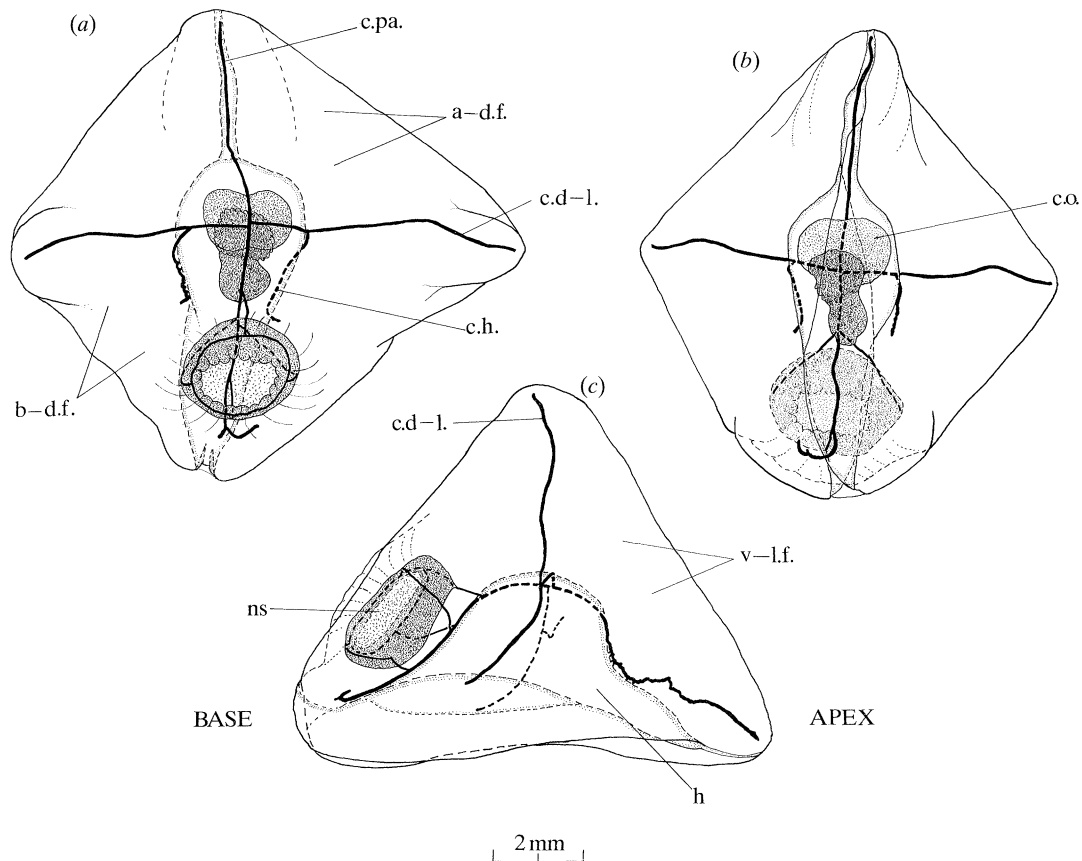 (a)
c.pa.
(b)
a–d.f.
c.d–l.
c.o.
c.h.
b–d.f.
(c)
c.d–l.
v–l.f.
ns
BASE
APEX
h
2 mm